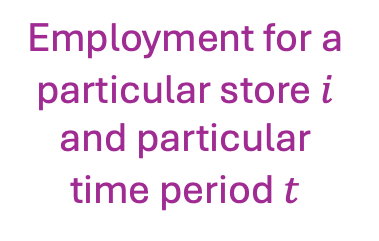 Employment for a
particular store i
and particular
time period t